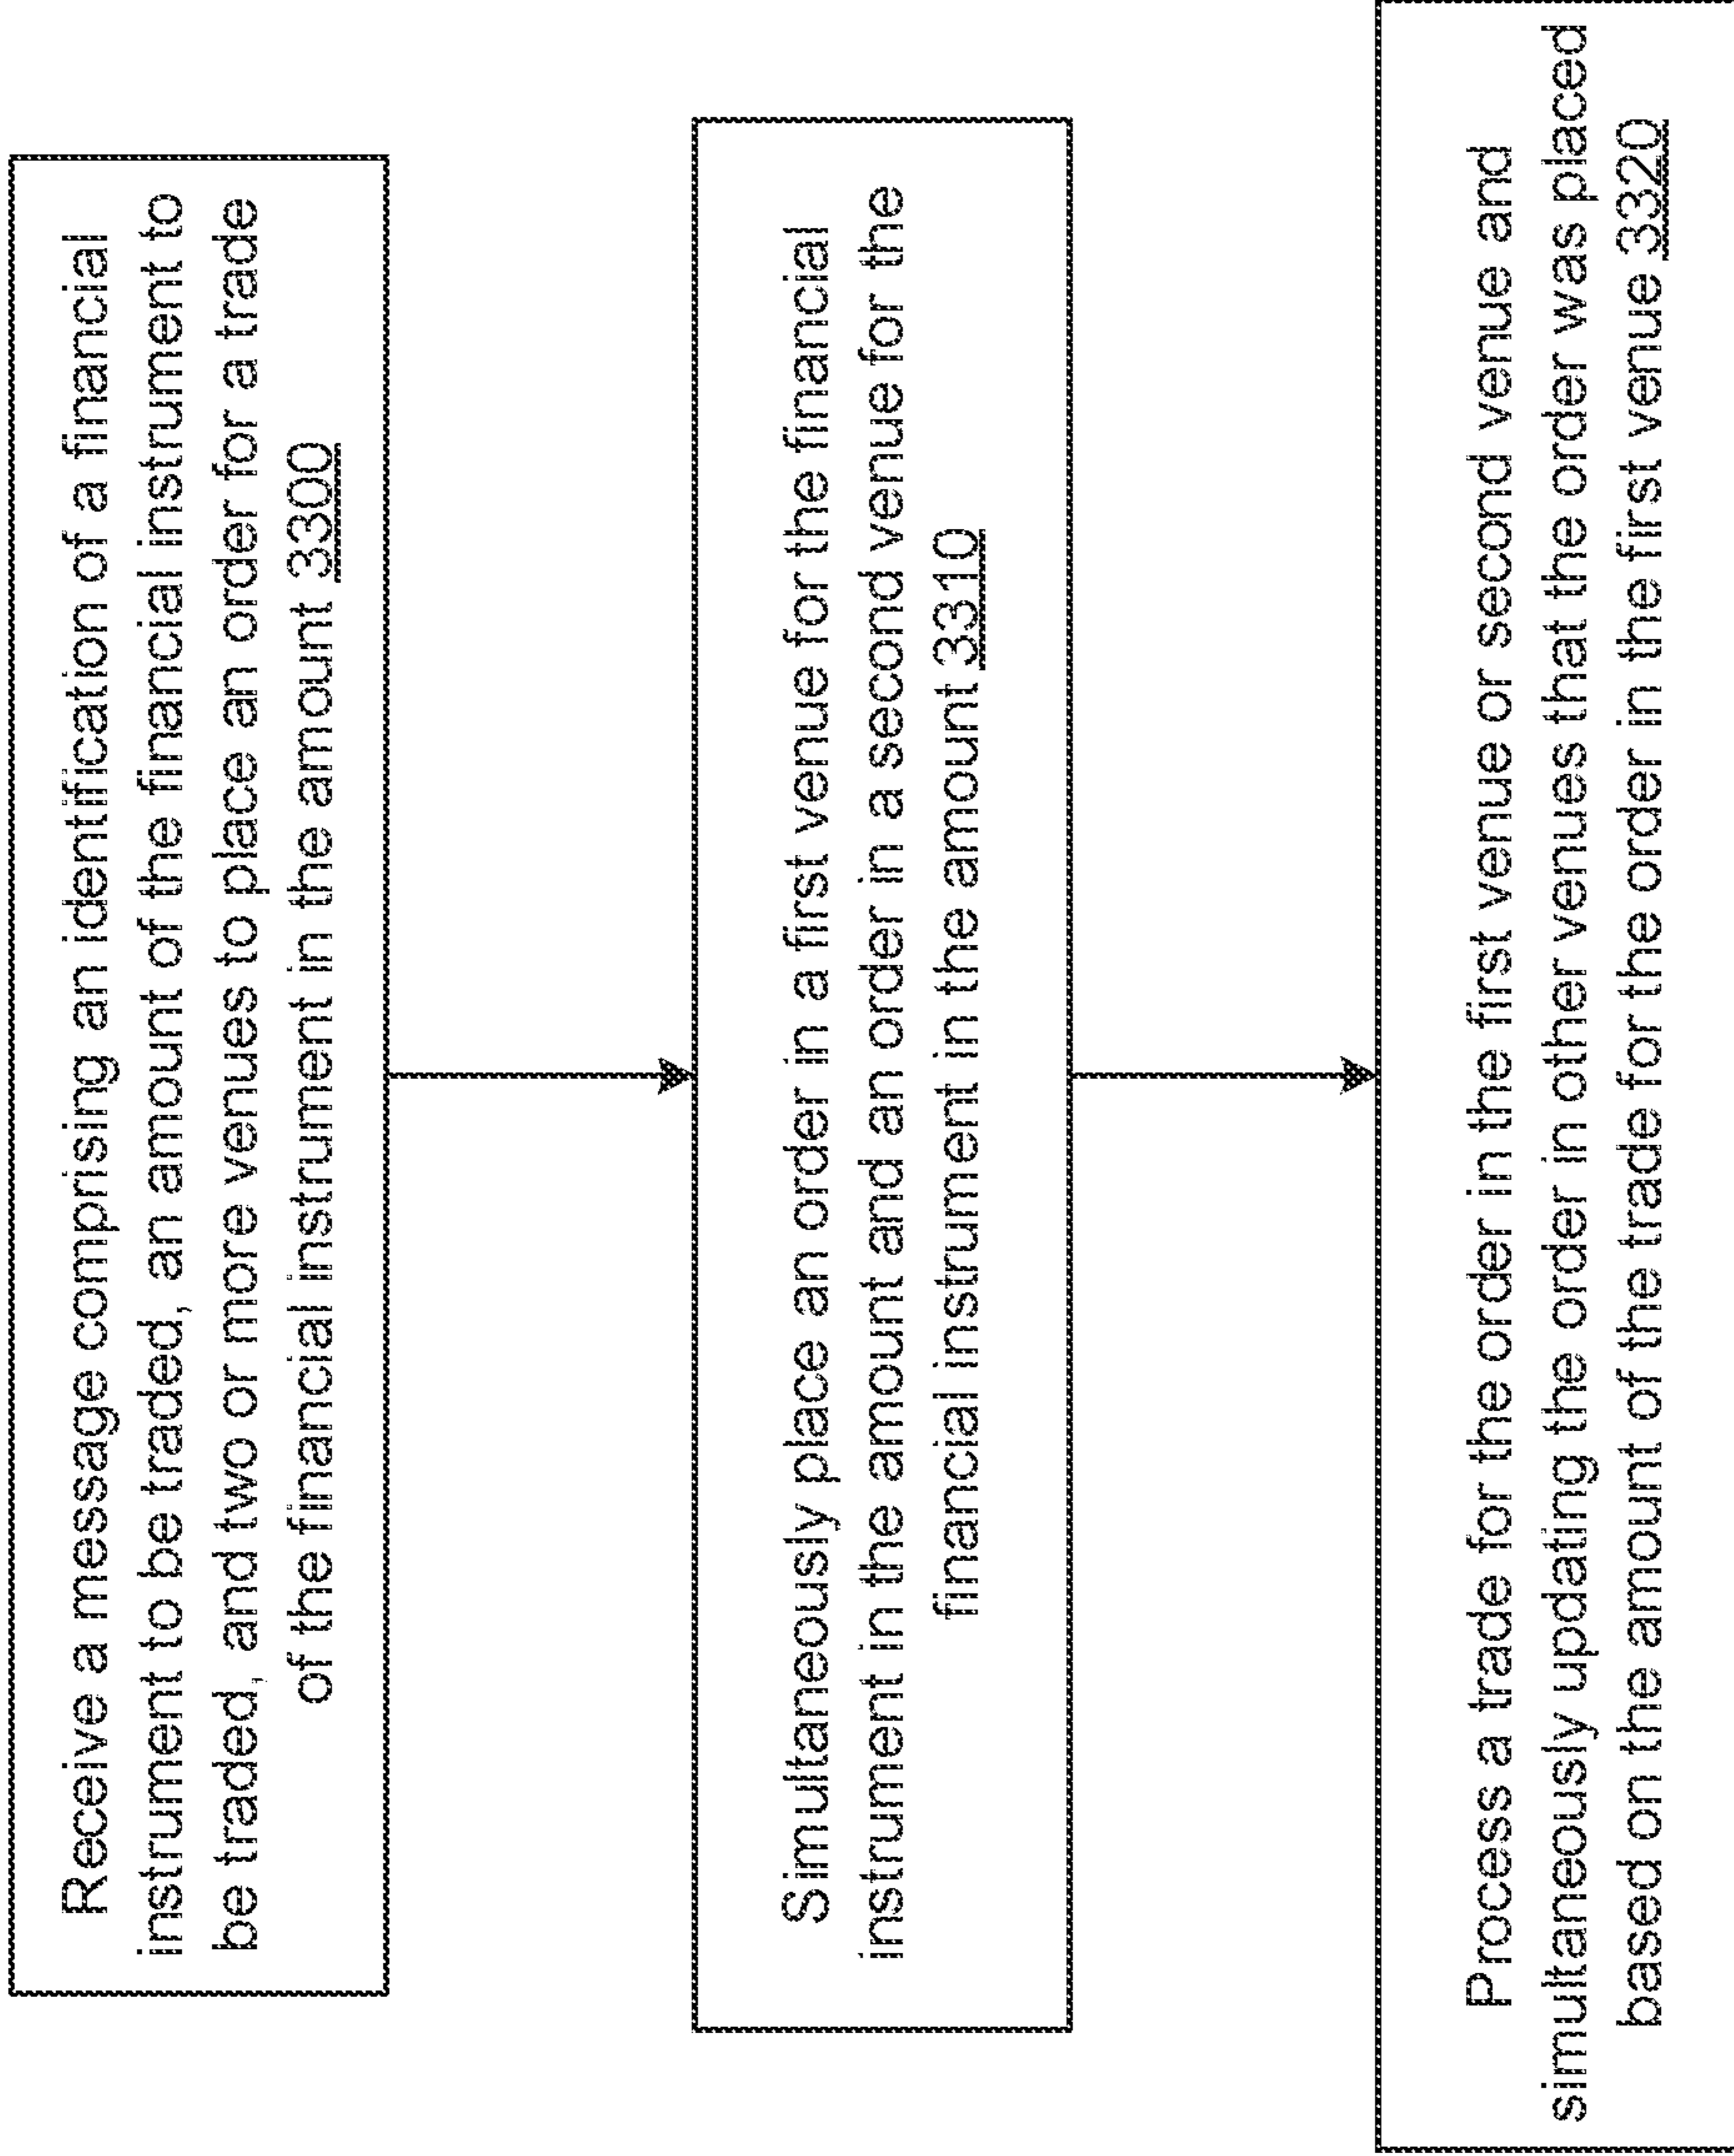 Receive a message comprising an identification of a financial
instrument to be traded, an amount of the financial instrument to
be traded, and two or more venues to place an order for a trade
of the financial instrument in the amount 3300
Simultaneously place an order in a first venue for the financial
instrument in the amount and an order in a second venue for the
financial instrument in the amount 3310
Process a trade for the order in the first venue or second venue and
simultaneously updating the order in other venues that the order was placed
based on the amount of the trade for the order in the first venue 3320